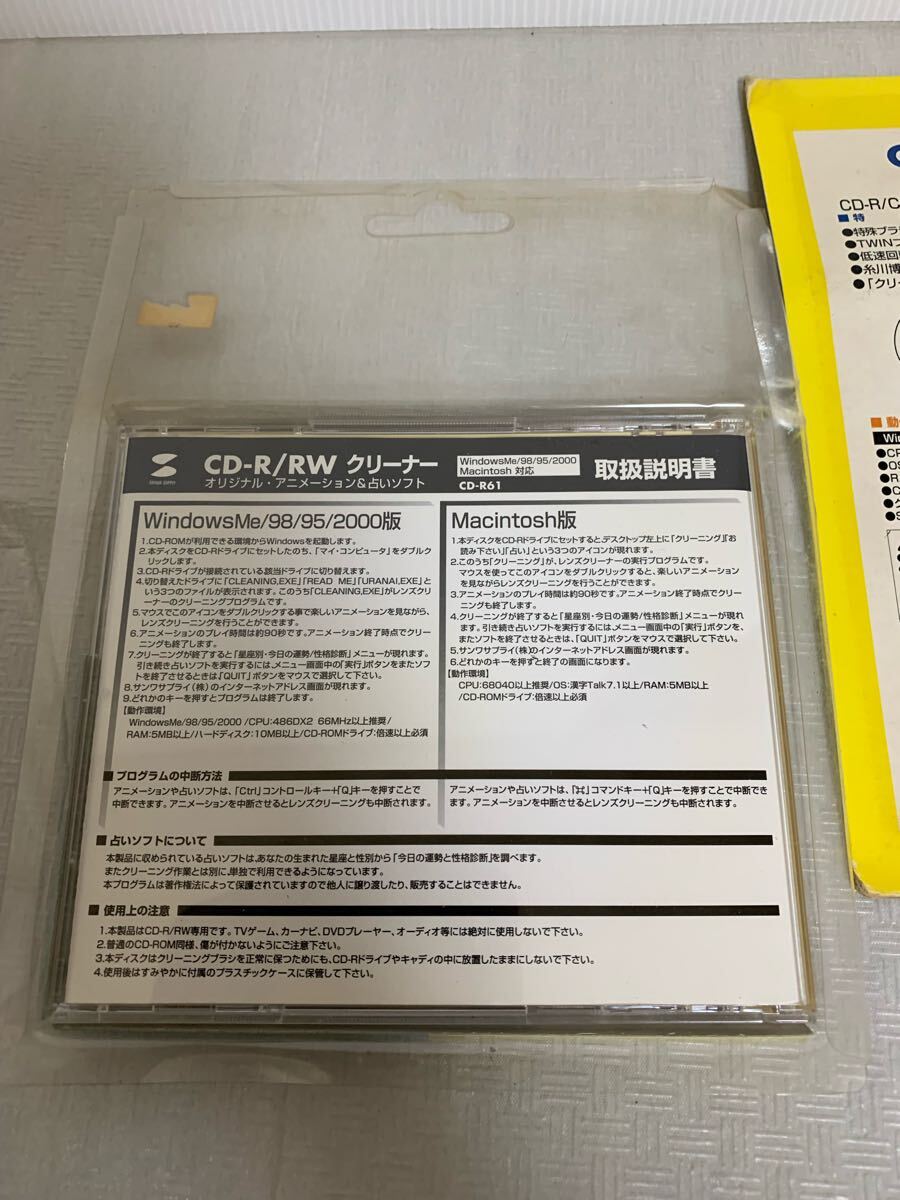 SANWA SUPPLY
CD-R/RW クリーナー
オリジナル・アニメーション&占いソフト
WindowsMe/98/95/2000
Macintosh 対応
CD-R61
取扱説明書
WindowsMe/98/95/2000版
1.CD-ROMが利用できる環境からWindowsを起動します。
2.本ディスクをCD-Rドライブにセットしたのち、「マイ・コンピュータ」をダブルク
リックします。
3.CD-Rドライブが接続されている該当ドライブに切り替えます。
4.切り替えたドライブに「CLEANING,EXE」「READ ME」「URANAI,EXE」と
いう3つのファイルが表示されます。このうち「CLEANING,EXE」がレンズクリ
ーナーのクリーニングプログラムです。
5.マウスでこのアイコンをダブルクリックする事で楽しいアニメーションを見ながら、
レンズクリーニングを行うことができます。
6.アニメーションのプレイ時間は約90秒です。アニメーション終了時点でクリー
ニングも終了します。
7.クリーニングが終了すると「星座別・今日の運勢/性格診断」メニューが現れます。
引き続き占いソフトを実行するには、メニュー画面中の「実行」ボタンをまたソフ
トを終了させるときは「QUIT」ボタンをマウスで選択して下さい。
8.サンワサプライ(株)のインターネットアドレス画面が現れます。
9.どれかのキーを押すとプログラムは終了します。
【動作環境】
WindowsMe/98/95/2000 /CPU:486DX2 66MHz以上推奨/
RAM:5MB以上/ハードディスク:10MB以上/CD-ROMドライブ:倍速以上必須
Macintosh版
1.本ディスクをCD-Rドライブにセットすると、デスクトップ左上に「クリーニング」「お
読み下さい」「占い」という3つのアイコンが現れます。
2.このうち「クリーニング」が、レンズクリーナーの実行プログラムです。
マウスを使ってこのアイコンをダブルクリックすると、楽しいアニメーション
を見ながらレンズクリーニングを行うことができます。
3.アニメーションのプレイ時間は約90秒です。アニメーション終了時点でクリー
ニングも終了します。
4.クリーニングが終了すると「星座別・今日の運勢/性格診断」メニューが現れ
ます。引き続き占いソフトを実行するには、メニュー画面中の「実行」ボタンを、
またソフトを終了させるときは、「QUIT」ボタンをマウスで選択して下さい。
5.サンワサプライ(株)のインターネットアドレス画面が現れます。
6.どれかのキーを押すと終了の画面になります。
【動作環境】
CPU:68040以上推奨/OS:漢字Talk7.1以上/RAM:5MB以上
/CD-ROMドライブ:倍速以上必須
■ プログラムの中断方法
アニメーションや占いソフトは、「Ctrl」コントロールキー+「Q」キーを押すことで
中断できます。アニメーションを中断させるとレンズクリーニングも中断されます。
アニメーションや占いソフトは、「⌘」コマンドキー+「Q」キーを押すことで中断でき
ます。アニメーションを中断させるとレンズクリーニングも中断されます。
■ 占いソフトについて
本製品に収められている占いソフトは、あなたの生まれた星座と性別から「今日の運勢と性格診断」を調べます。
またクリーニング作業とは別に、単独で利用できるようになっています。
本プログラムは著作権法によって保護されていますので他人に譲り渡したり、販売することはできません。
■ 使用上の注意
1.本製品はCD-R/RW専用です。TVゲーム、カーナビ、DVDプレーヤー、オーディオ等には絶対に使用しないで下さい。
2.普通のCD-ROM同様、傷が付かないようにご注意下さい。
3.本ディスクはクリーニングブラシを正常に保つためにも、CD-Rドライブやキャディの中に放置したままにしないで下さい。
4.使用後はすみやかに付属のプラスチックケースに保管して下さい。
CD-R/C
■ 特
●特殊ブラ
●TWINブ
●低速回
●糸川博
●「クリー
■ 動
Wi
●CP
●OS